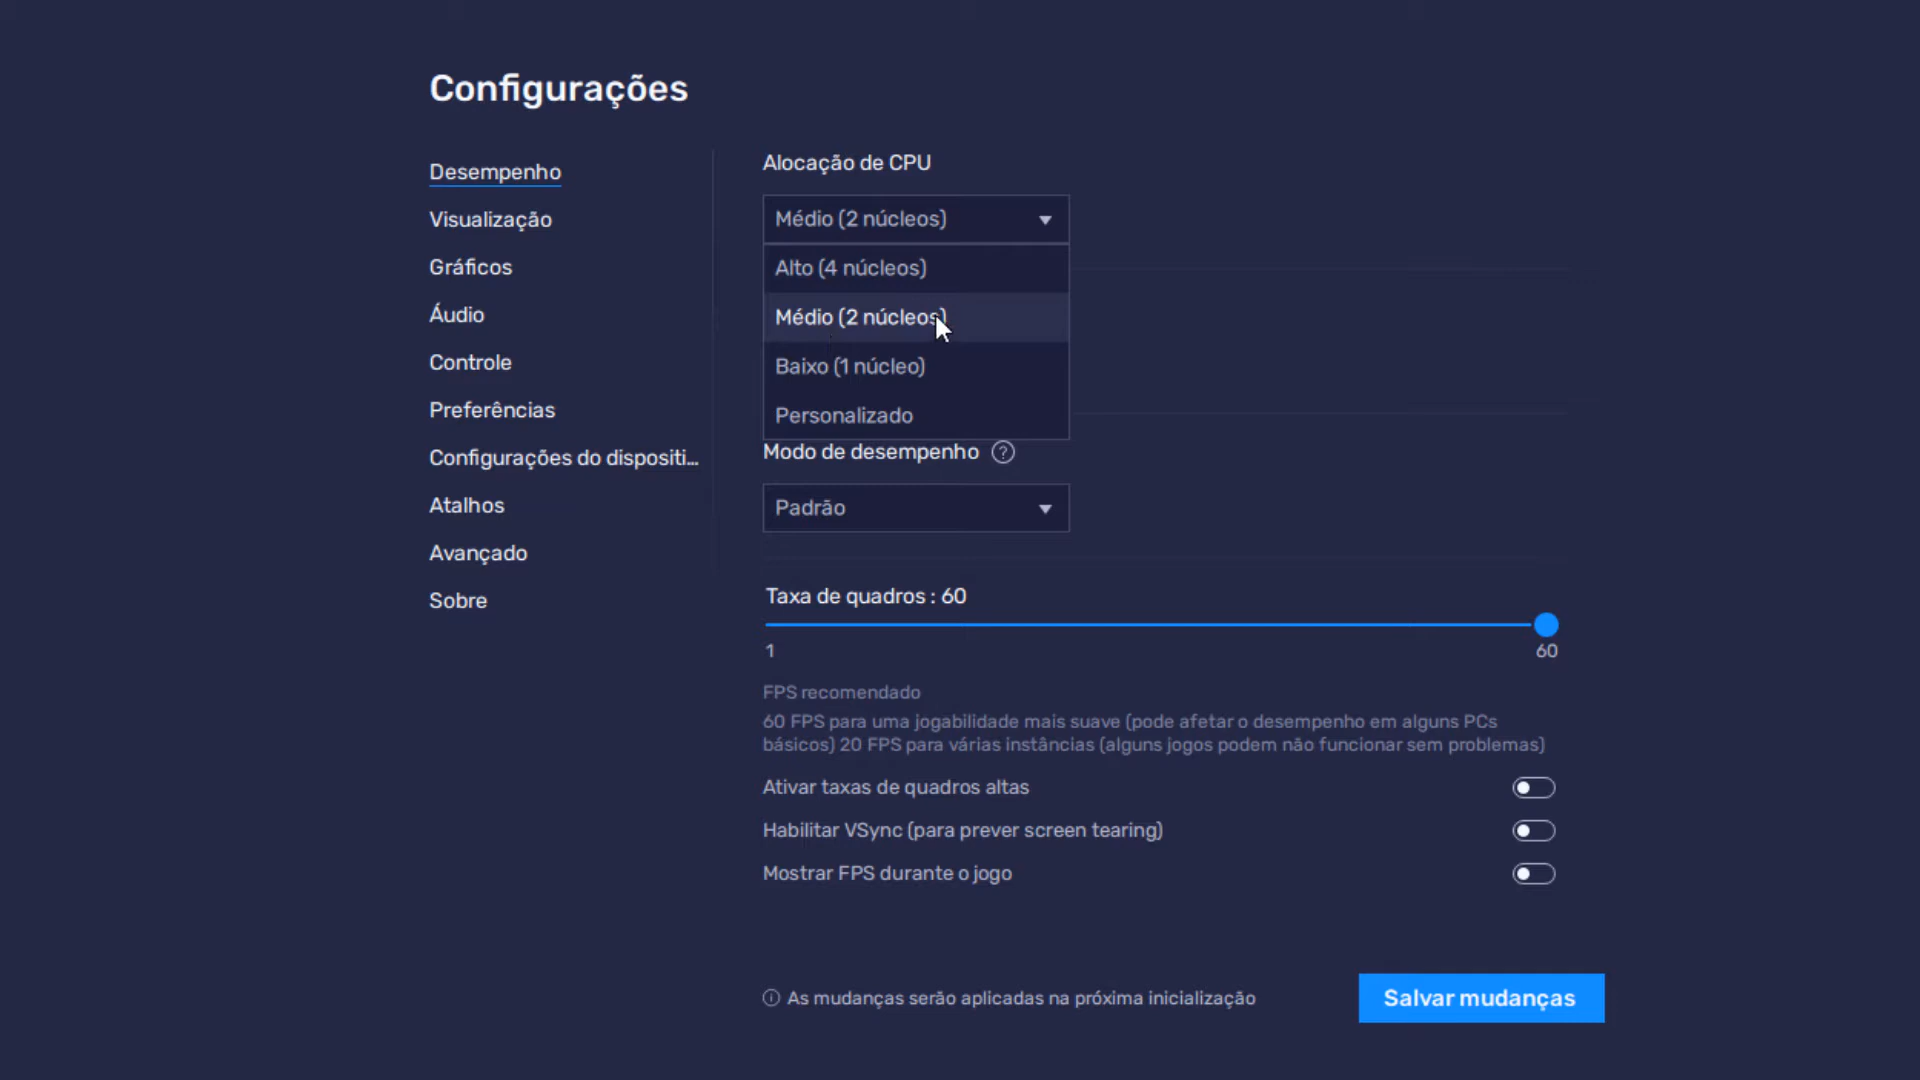 Configurações
Desempenho
Visualização
Gráficos
Áudio
Controle
Preferências
Configurações do dispositi...
Atalhos
Avançado
Sobre
Alocação de CPU
Médio (2 núcleos)
Alto (4 núcleos)
Médio (2 núcleos)
Baixo (1 núcleo)
Personalizado
Modo de desempenho ?
Padrão
Taxa de quadros : 60
1 60
FPS recomendado
60 FPS para uma jogabilidade mais suave (pode afetar o desempenho em alguns PCs
básicos) 20 FPS para várias instâncias (alguns jogos podem não funcionar sem problemas)
Ativar taxas de quadros altas
Habilitar VSync (para prever screen tearing)
Mostrar FPS durante o jogo
As mudanças serão aplicadas na próxima inicialização
Salvar mudanças